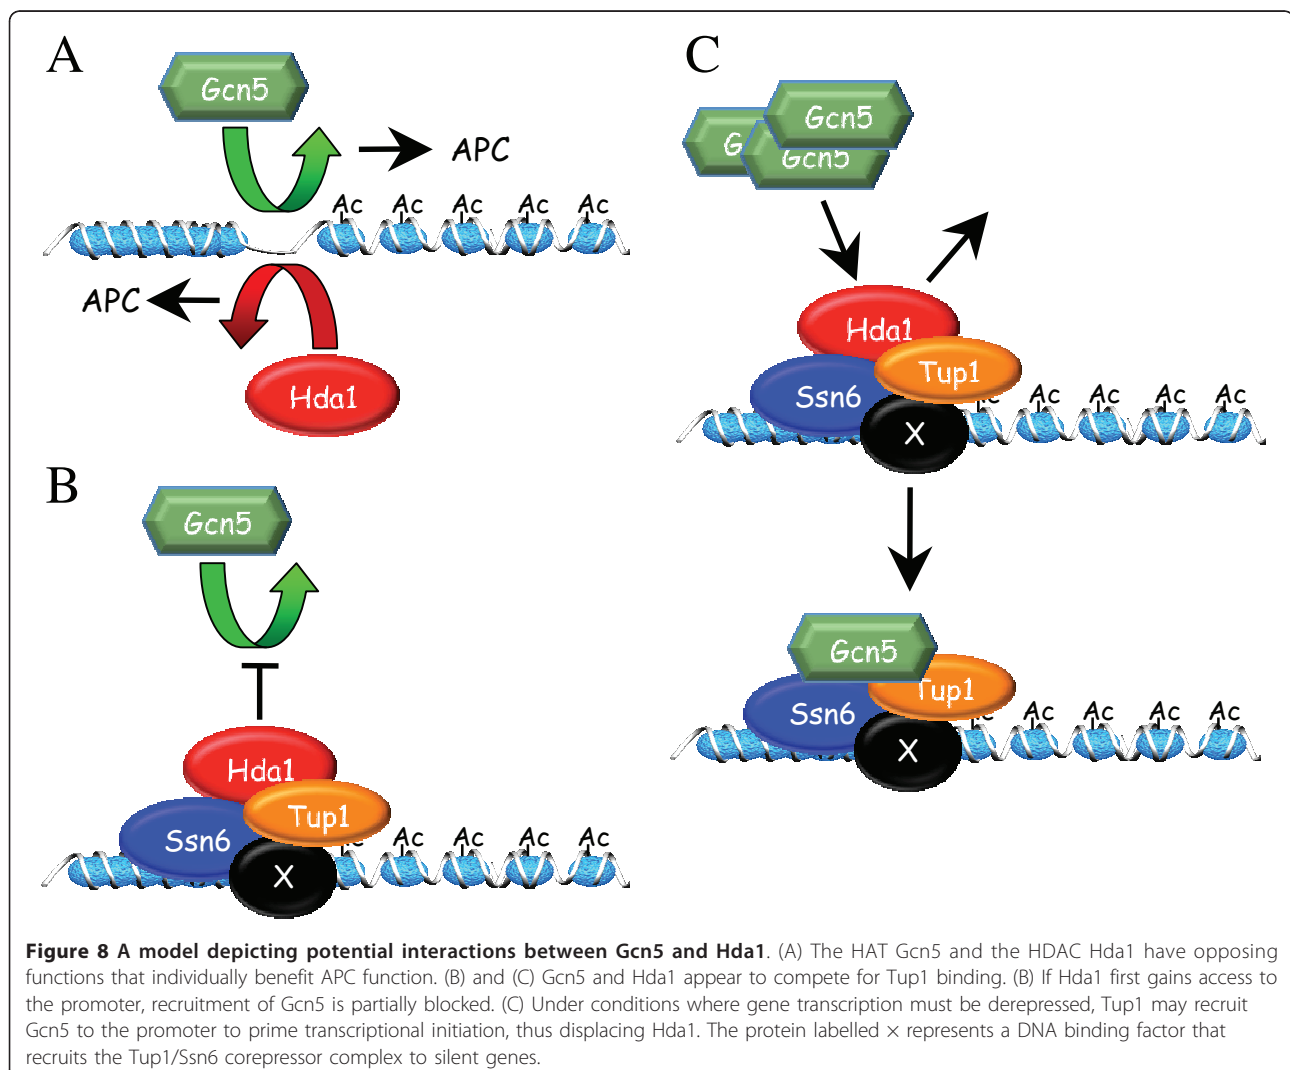 A
Gcn5
APC
Ac Ac Ac Ac Ac
APC
Hda1
B
Gcn5
Hda1
Tup1
Ssn6
X
Ac Ac Ac Ac Ac
C
Gcn5
G
Gcn5
Hda1
Tup1
Ssn6
X
Ac Ac Ac Ac Ac
Gcn5
Tup1
Ssn6
X
Ac Ac Ac Ac Ac
Figure 8 A model depicting potential interactions between Gcn5 and Hda1. (A) The HAT Gcn5 and the HDAC Hda1 have opposing
functions that individually benefit APC function. (B) and (C) Gcn5 and Hda1 appear to compete for Tup1 binding. (B) If Hda1 first gains access to
the promoter, recruitment of Gcn5 is partially blocked. (C) Under conditions where gene transcription must be derepressed, Tup1 may recruit
Gcn5 to the promoter to prime transcriptional initiation, thus displacing Hda1. The protein labelled × represents a DNA binding factor that
recruits the Tup1/Ssn6 corepressor complex to silent genes.